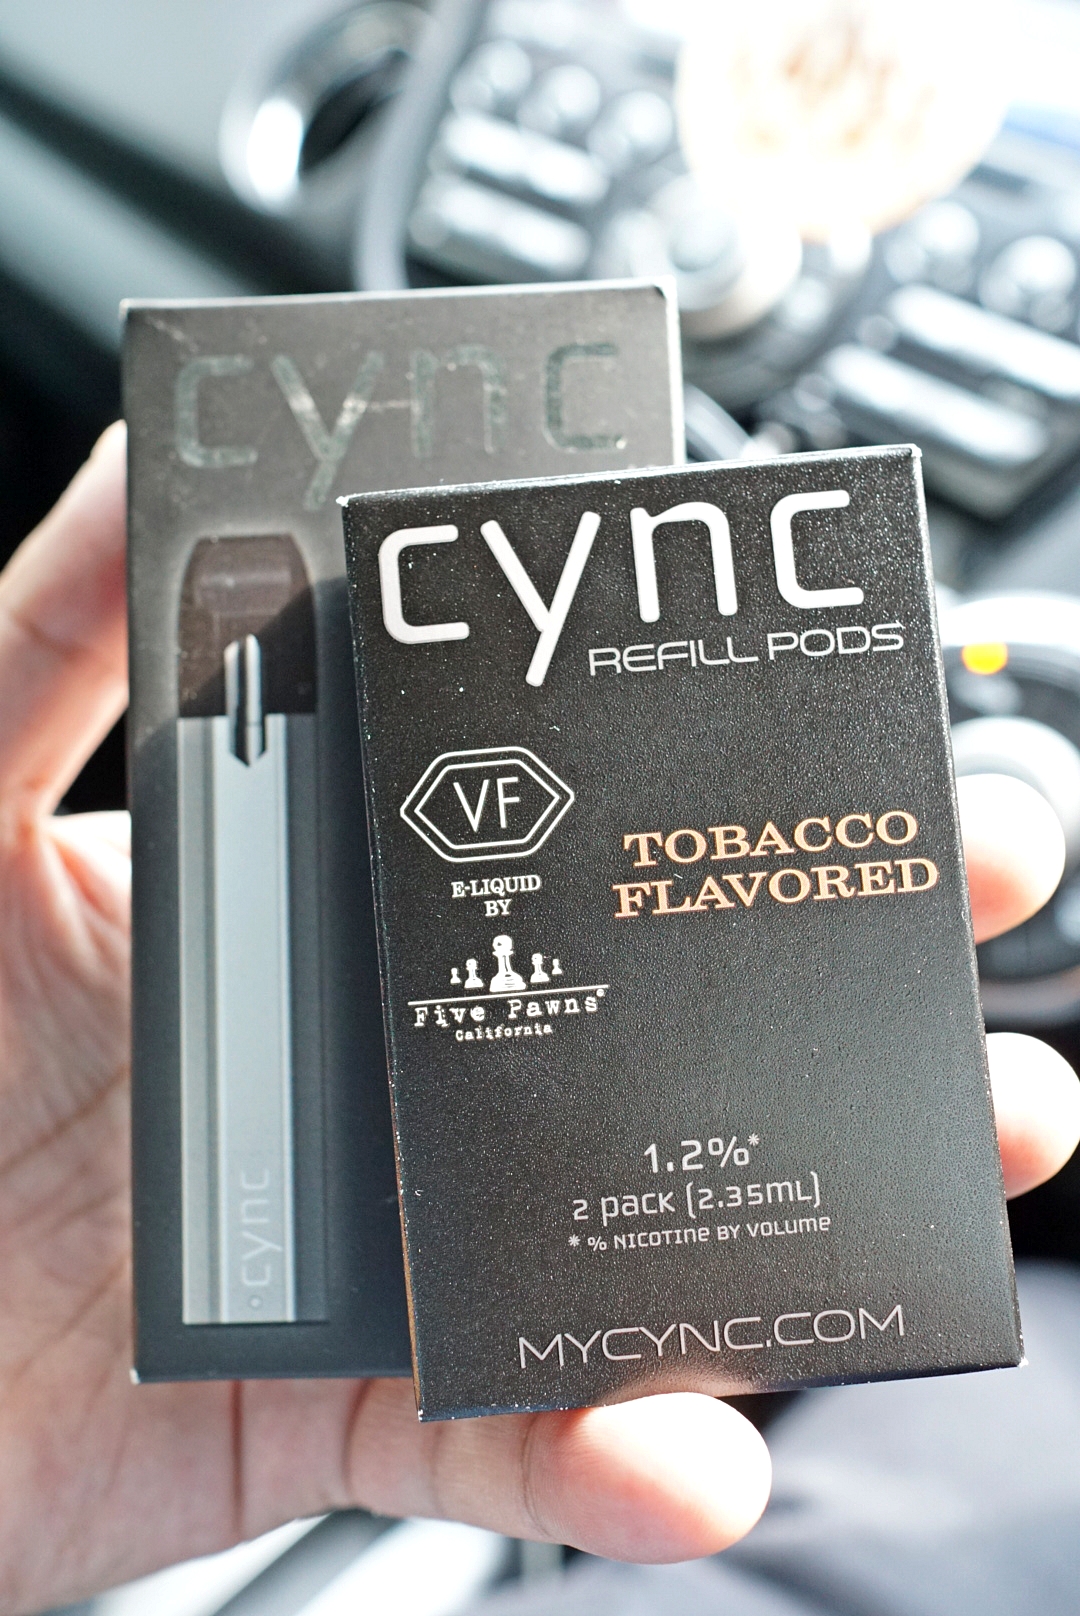 cync
cync
cync
REFILL PODS
VF
E-LIQUID
BY
Five Pawns®
California
TOBACCO
FLAVORED
1.2%*
2 pack (2.35mL)
* % NICOTINE BY VOLUME
MYCYNC.COM